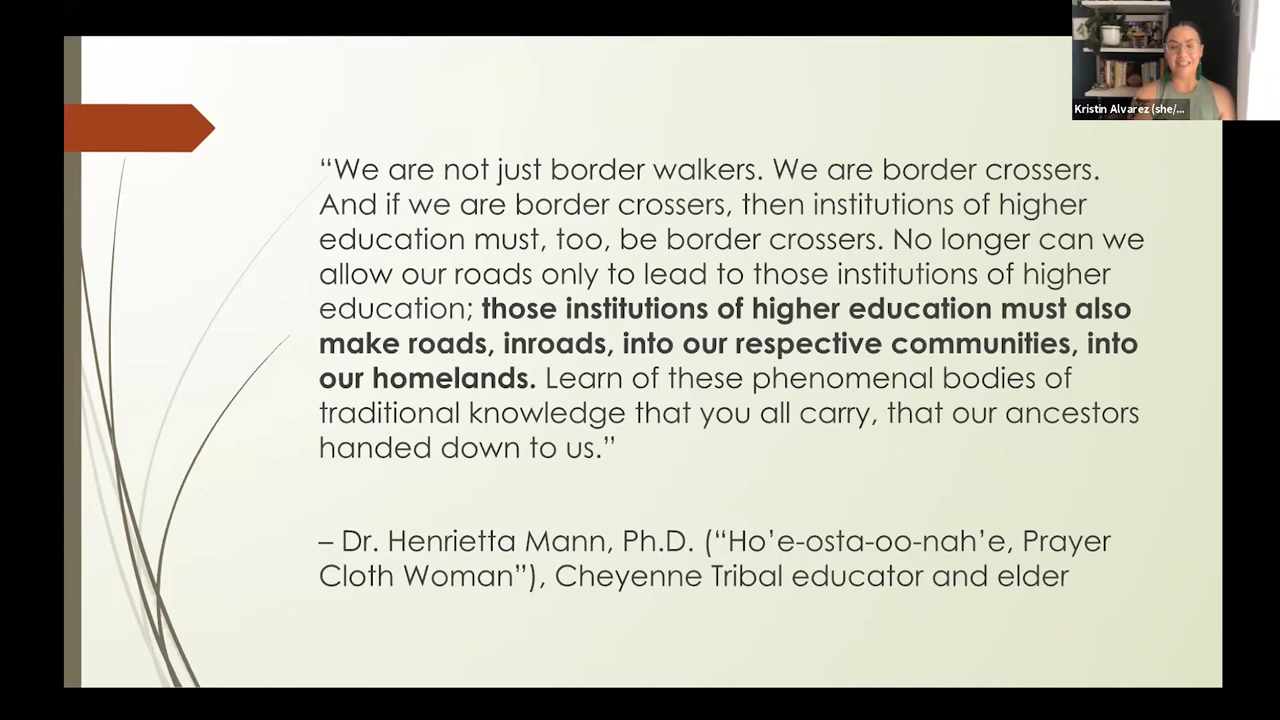 Kristin Alvarez (she/...
“We are not just border walkers. We are border crossers.
And if we are border crossers, then institutions of higher
education must, too, be border crossers. No longer can we
allow our roads only to lead to those institutions of higher
education; those institutions of higher education must also
make roads, inroads, into our respective communities, into
our homelands. Learn of these phenomenal bodies of
traditional knowledge that you all carry, that our ancestors
handed down to us.”
– Dr. Henrietta Mann, Ph.D. (“Ho’e-osta-oo-nah’e, Prayer
Cloth Woman”), Cheyenne Tribal educator and elder